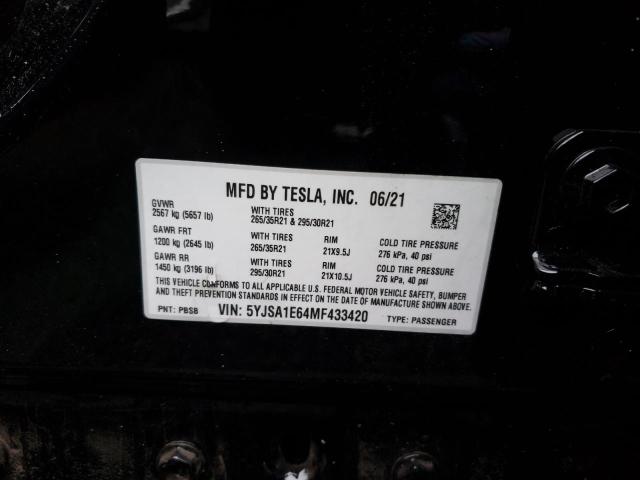 MFD BY TESLA, INC. 06/21
GVWR
2567 kg (5657 lb)
WITH TIRES
265/35R21 & 295/30R21
GAWR FRT
1200 kg (2645 lb)
WITH TIRES
265/35R21
RIM
21X9.5J
COLD TIRE PRESSURE
276 kPa, 40 psi
GAWR RR
1450 kg (3196 lb)
WITH TIRES
295/30R21
RIM
21X10.5J
COLD TIRE PRESSURE
276 kPa, 40 psi
THIS VEHICLE CONFORMS TO ALL APPLICABLE U.S. FEDERAL MOTOR VEHICLE SAFETY, BUMPER
AND THEFT PREVENTION STANDARDS IN EFFECT ON THE DATE OF MANUFACTURE SHOWN ABOVE.
PNT: PBSB VIN: 5YJSA1E64MF433420 TYPE: PASSENGER